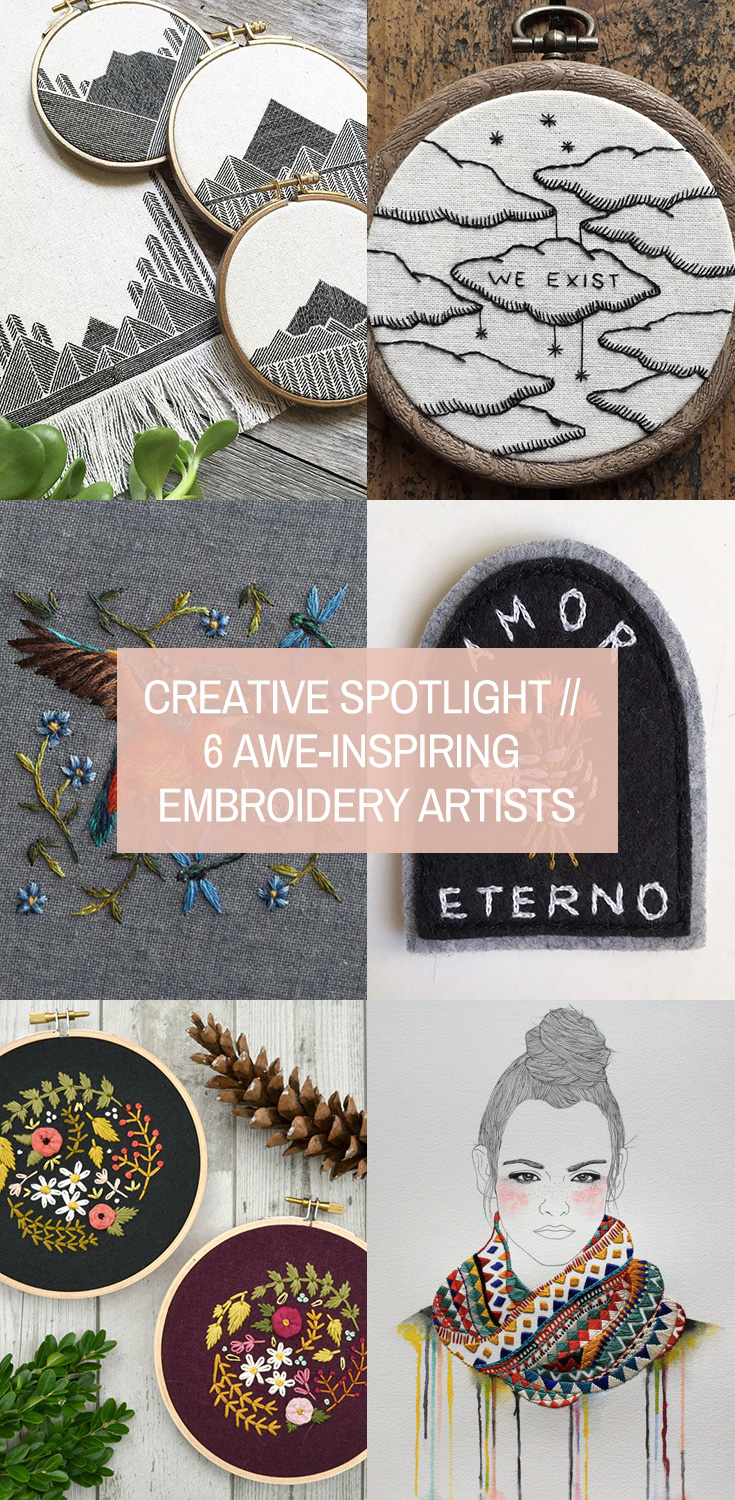 WE EXIST
AMOR
CREATIVE SPOTLIGHT //
6 AWE-INSPIRING
EMBROIDERY ARTISTS
ETERNO